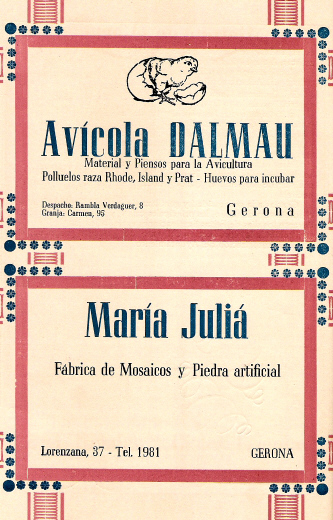 Avícola DALMAU
Material y Piensos para la Avicultura
Polluelos raza Rhode, Island y Prat - Huevos para incubar
Despacho: Rambla Verdaguer, 8
Granja: Carmen, 95
Gerona
María Juliá
Fábrica de Mosaicos y Piedra artificial
Lorenzana, 37 - Tel. 1981
GERONA